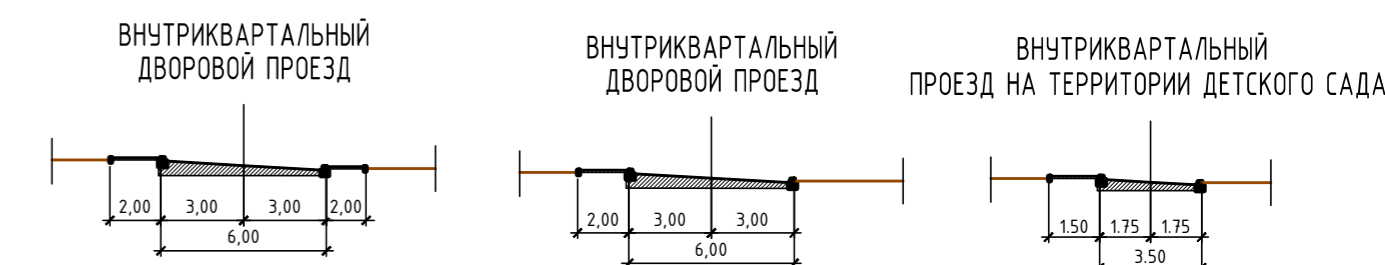 ВНУТРИКВАРТАЛЬНЫЙ
ДВОРОВОЙ ПРОЕЗД
2,00 3,00 3,00 2,00
6,00
ВНУТРИКВАРТАЛЬНЫЙ
ДВОРОВОЙ ПРОЕЗД
2,00 3,00 3,00
6,00
ВНУТРИКВАРТАЛЬНЫЙ
ПРОЕЗД НА ТЕРРИТОРИИ ДЕТСКОГО САДА
1.50 1.75 1.75
3.50